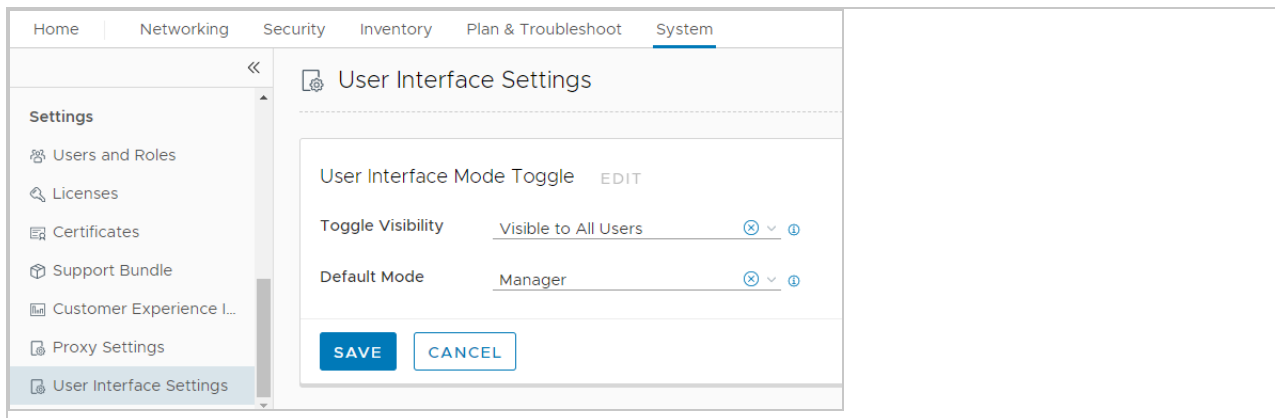 Home Networking Security Inventory Plan & Troubleshoot System
User Interface Settings
Settings
Users and Roles
Licenses
Certificates
Support Bundle
Customer Experience I...
Proxy Settings
User Interface Settings
User Interface Mode Toggle EDIT
Toggle Visibility Visible to All Users
Default Mode Manager
SAVE CANCEL